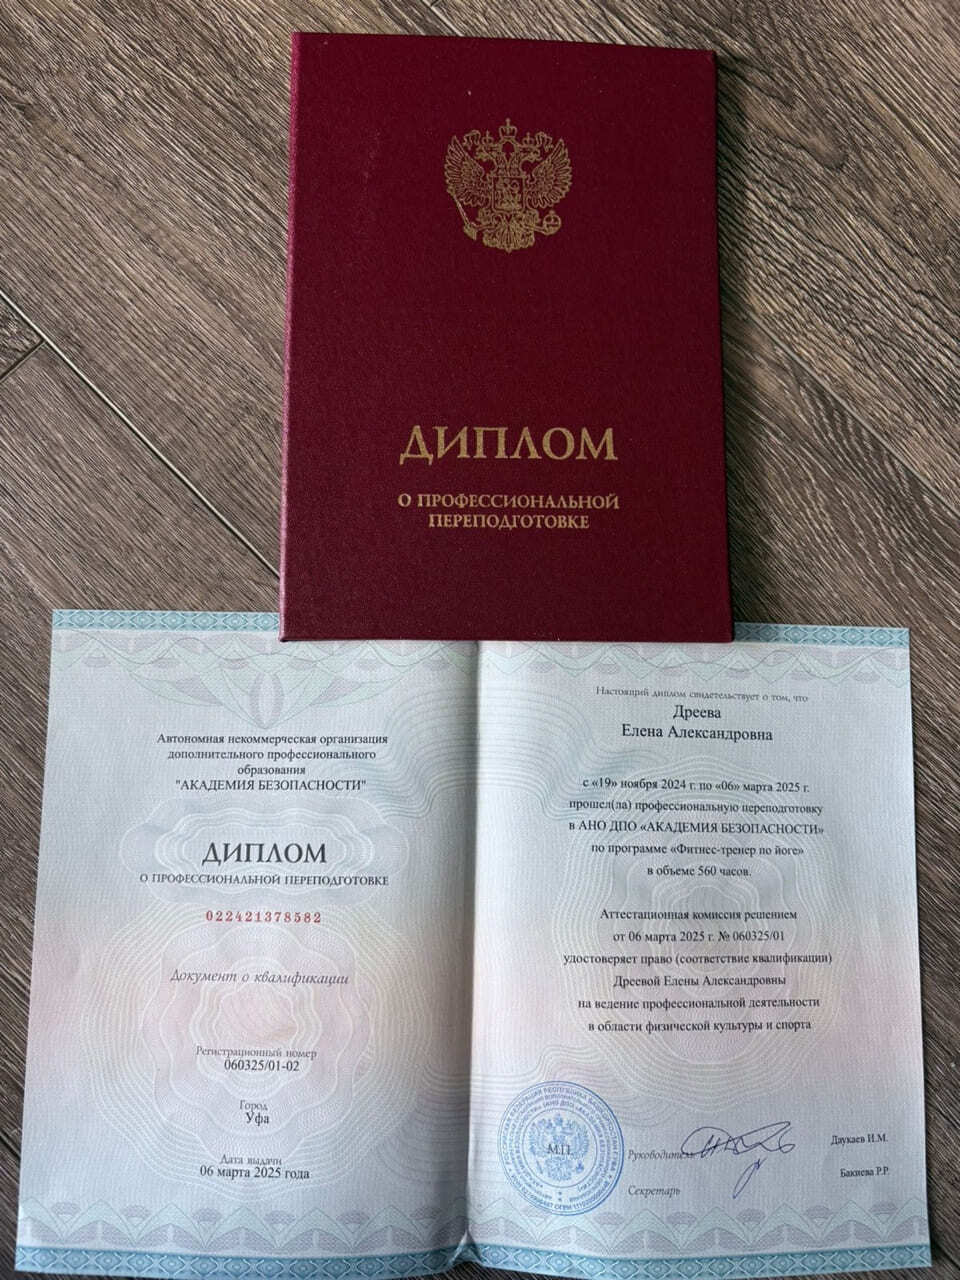 ДИПЛОМ
О ПРОФЕССИОНАЛЬНОЙ
ПЕРЕПОДГОТОВКЕ
Автономная некоммерческая организация
дополнительного профессионального
образования
"АКАДЕМИЯ БЕЗОПАСНОСТИ"
ДИПЛОМ
О ПРОФЕССИОНАЛЬНОЙ ПЕРЕПОДГОТОВКЕ
022421378582
Документ о квалификации
Регистрационный номер
060325/01-02
Город
Уфа
Дата выдачи
06 марта 2025 года
Настоящий диплом свидетельствует о том, что
Дреева
Елена Александровна
с «19» ноября 2024 г. по «06» марта 2025 г.
прошел(ла) профессиональную переподготовку
в АНО ДПО «АКАДЕМИЯ БЕЗОПАСНОСТИ»
по программе «Фитнес-тренер по йоге»
в объеме 560 часов.
Аттестационная комиссия решением
от 06 марта 2025 г. № 060325/01
удостоверяет право (соответствие квалификации)
Дреевой Елены Александровны
на ведение профессиональной деятельности
в области физической культуры и спорта
М.П.
Руководитель
Даукаев И.М.
Секретарь
Бакиева Р.Р.